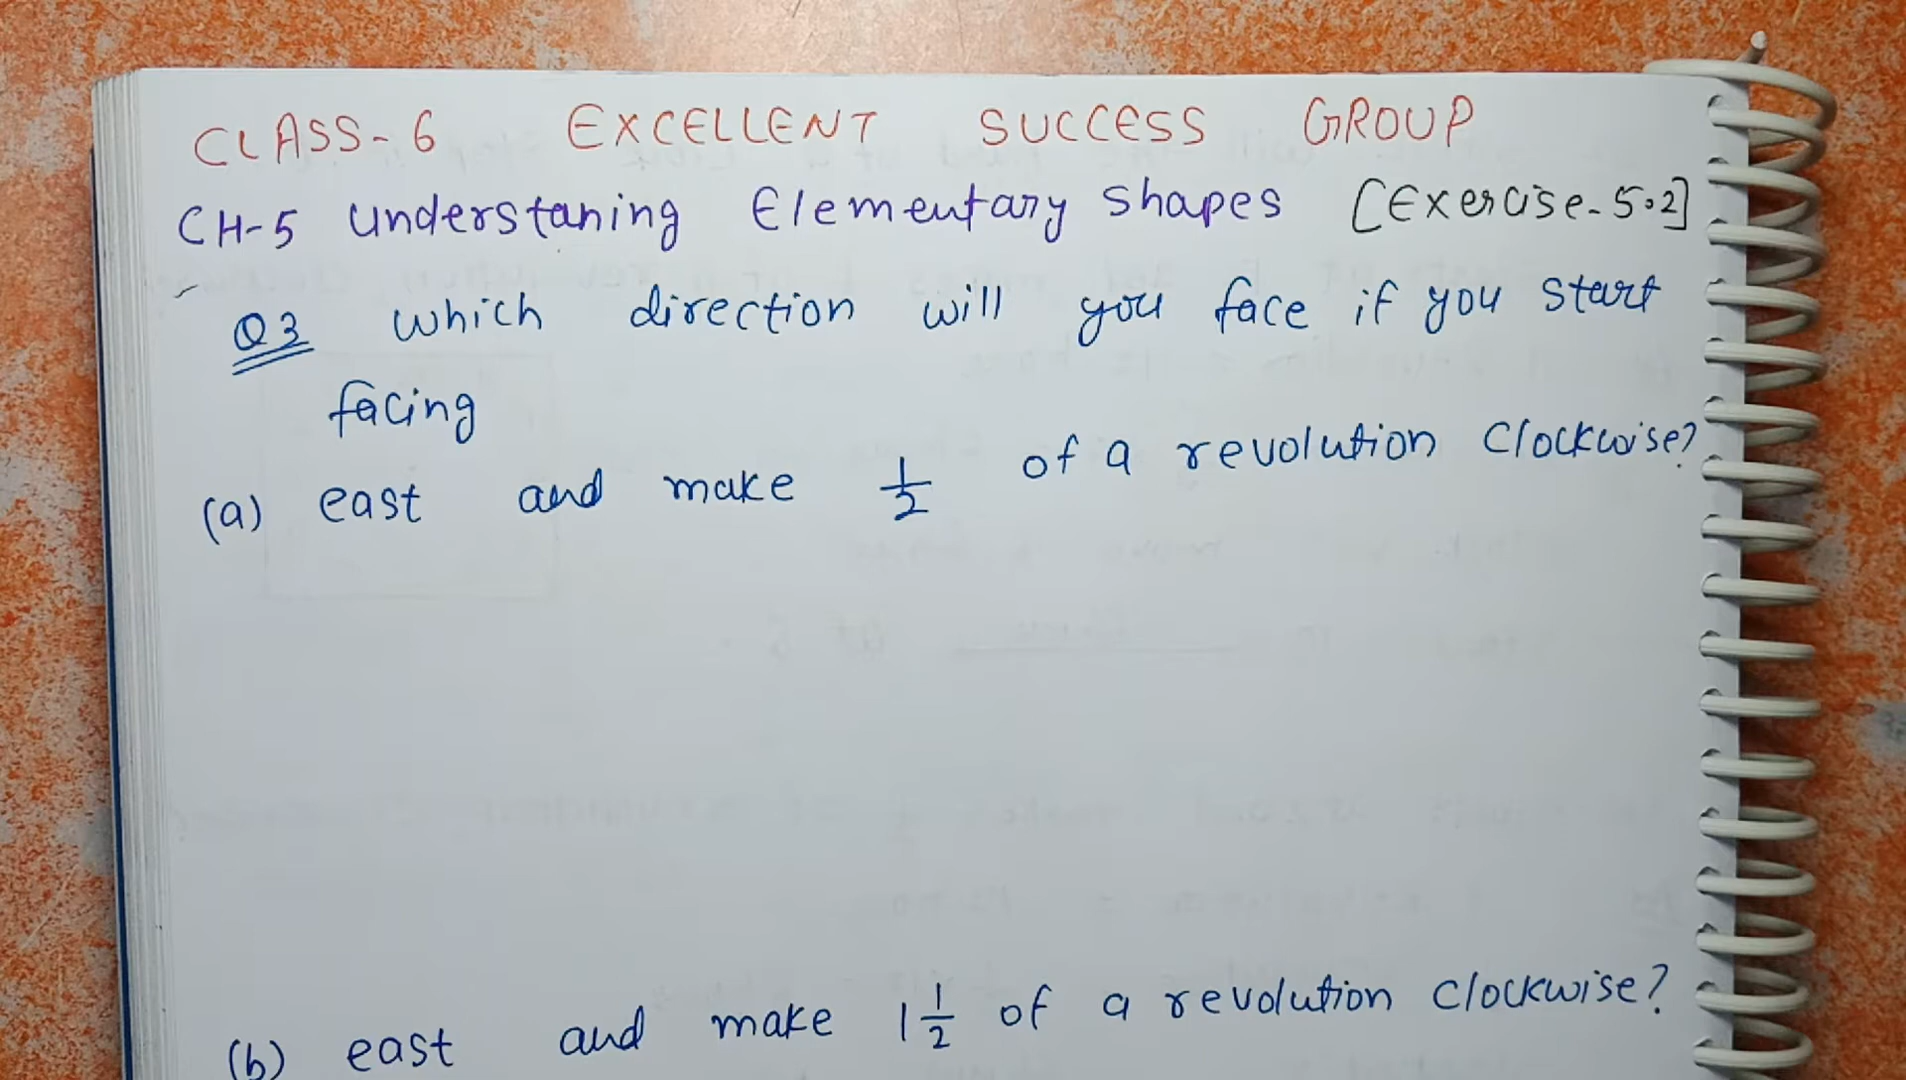 CLASS-6 EXCELLENT SUCCESS GROUP
CH-5 Understaning Elementary Shapes [Exercise-5.2]
Q3 Which direction will you face if you start
facing
(a) east and make 1/2 of a revolution Clockwise?
(b) east and make 1 1/2 of a revolution Clockwise?